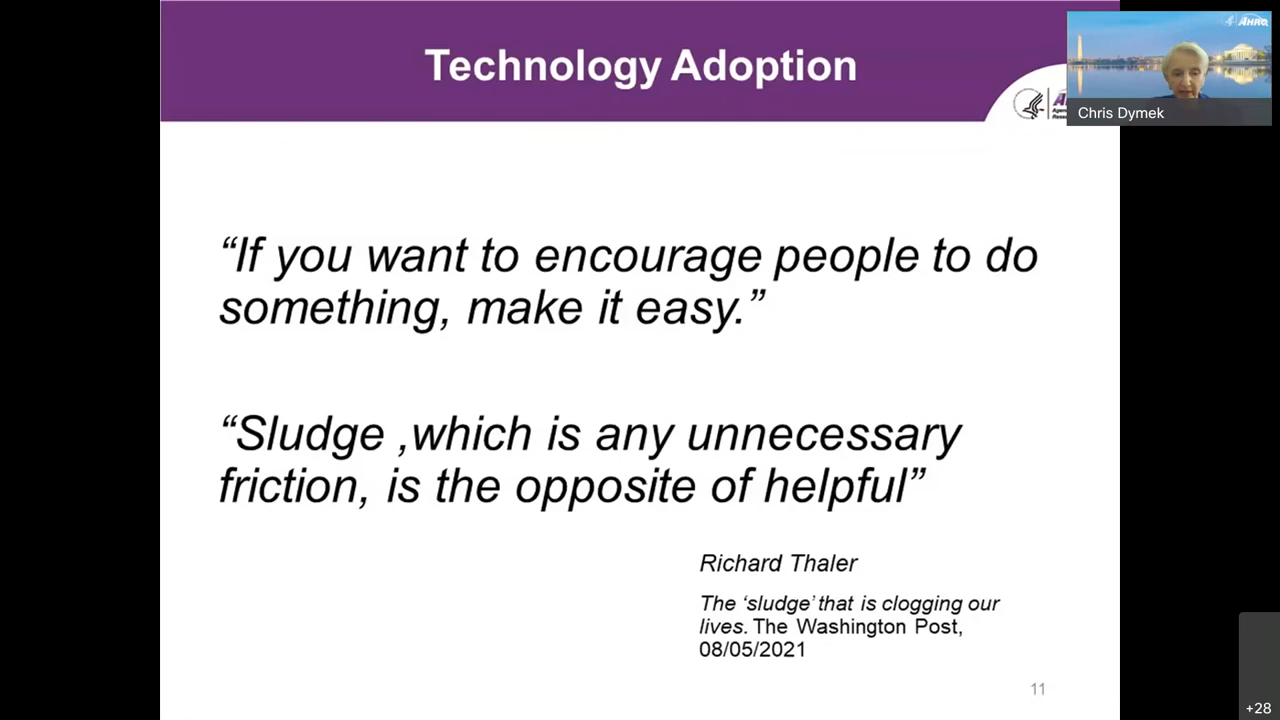 Technology Adoption
AHRQ
Chris Dymek
“If you want to encourage people to do
something, make it easy.”
“Sludge ,which is any unnecessary
friction, is the opposite of helpful”
Richard Thaler
The ‘sludge’ that is clogging our
lives. The Washington Post,
08/05/2021
11
+28